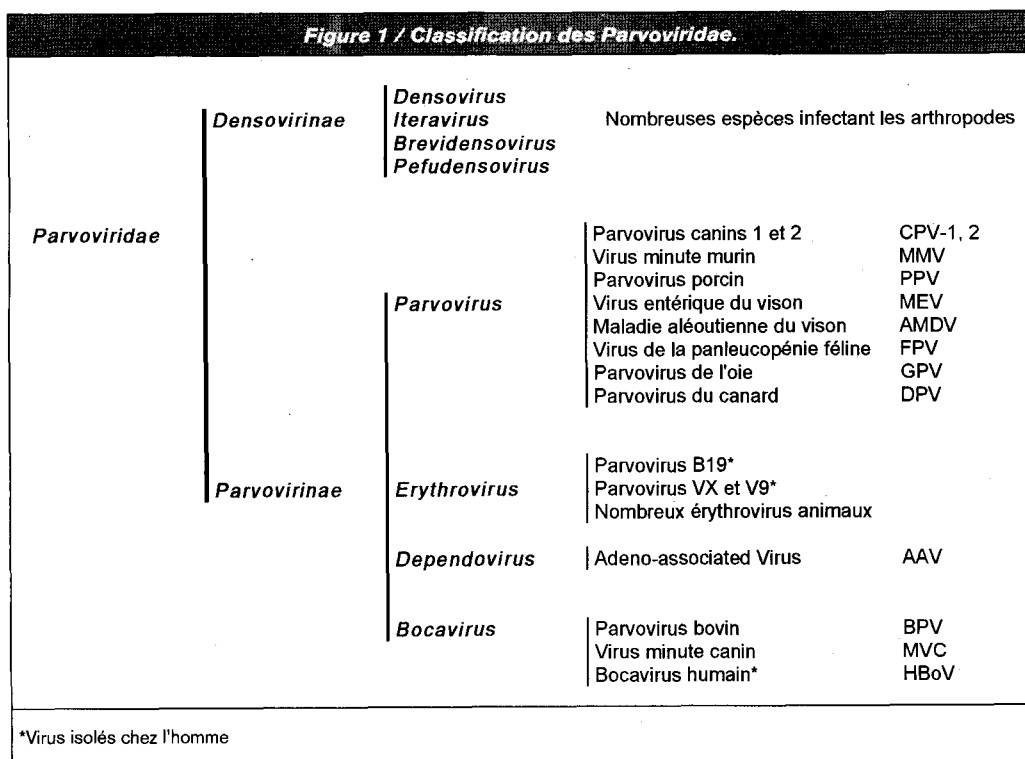 Figure 1 / Classification des Parvoviridae.
Parvoviridae
Densovirinae
Densovirus
Iteravirus
Brevidensovirus
Pefudensovirus
Nombreuses espèces infectant les arthropodes
Parvovirinae
Parvovirus
Parvovirus canins 1 et 2 CPV-1, 2
Virus minute murin MMV
Parvovirus porcin PPV
Virus entérique du vison MEV
Maladie aléoutienne du vison AMDV
Virus de la panleucopénie féline FPV
Parvovirus de l'oie GPV
Parvovirus du canard DPV
Erythrovirus
Parvovirus B19*
Parvovirus VX et V9*
Nombreux érythrovirus animaux
Dependovirus
Adeno-associated Virus AAV
Bocavirus
Parvovirus bovin BPV
Virus minute canin MVC
Bocavirus humain* HBoV
*Virus isolés chez l'homme